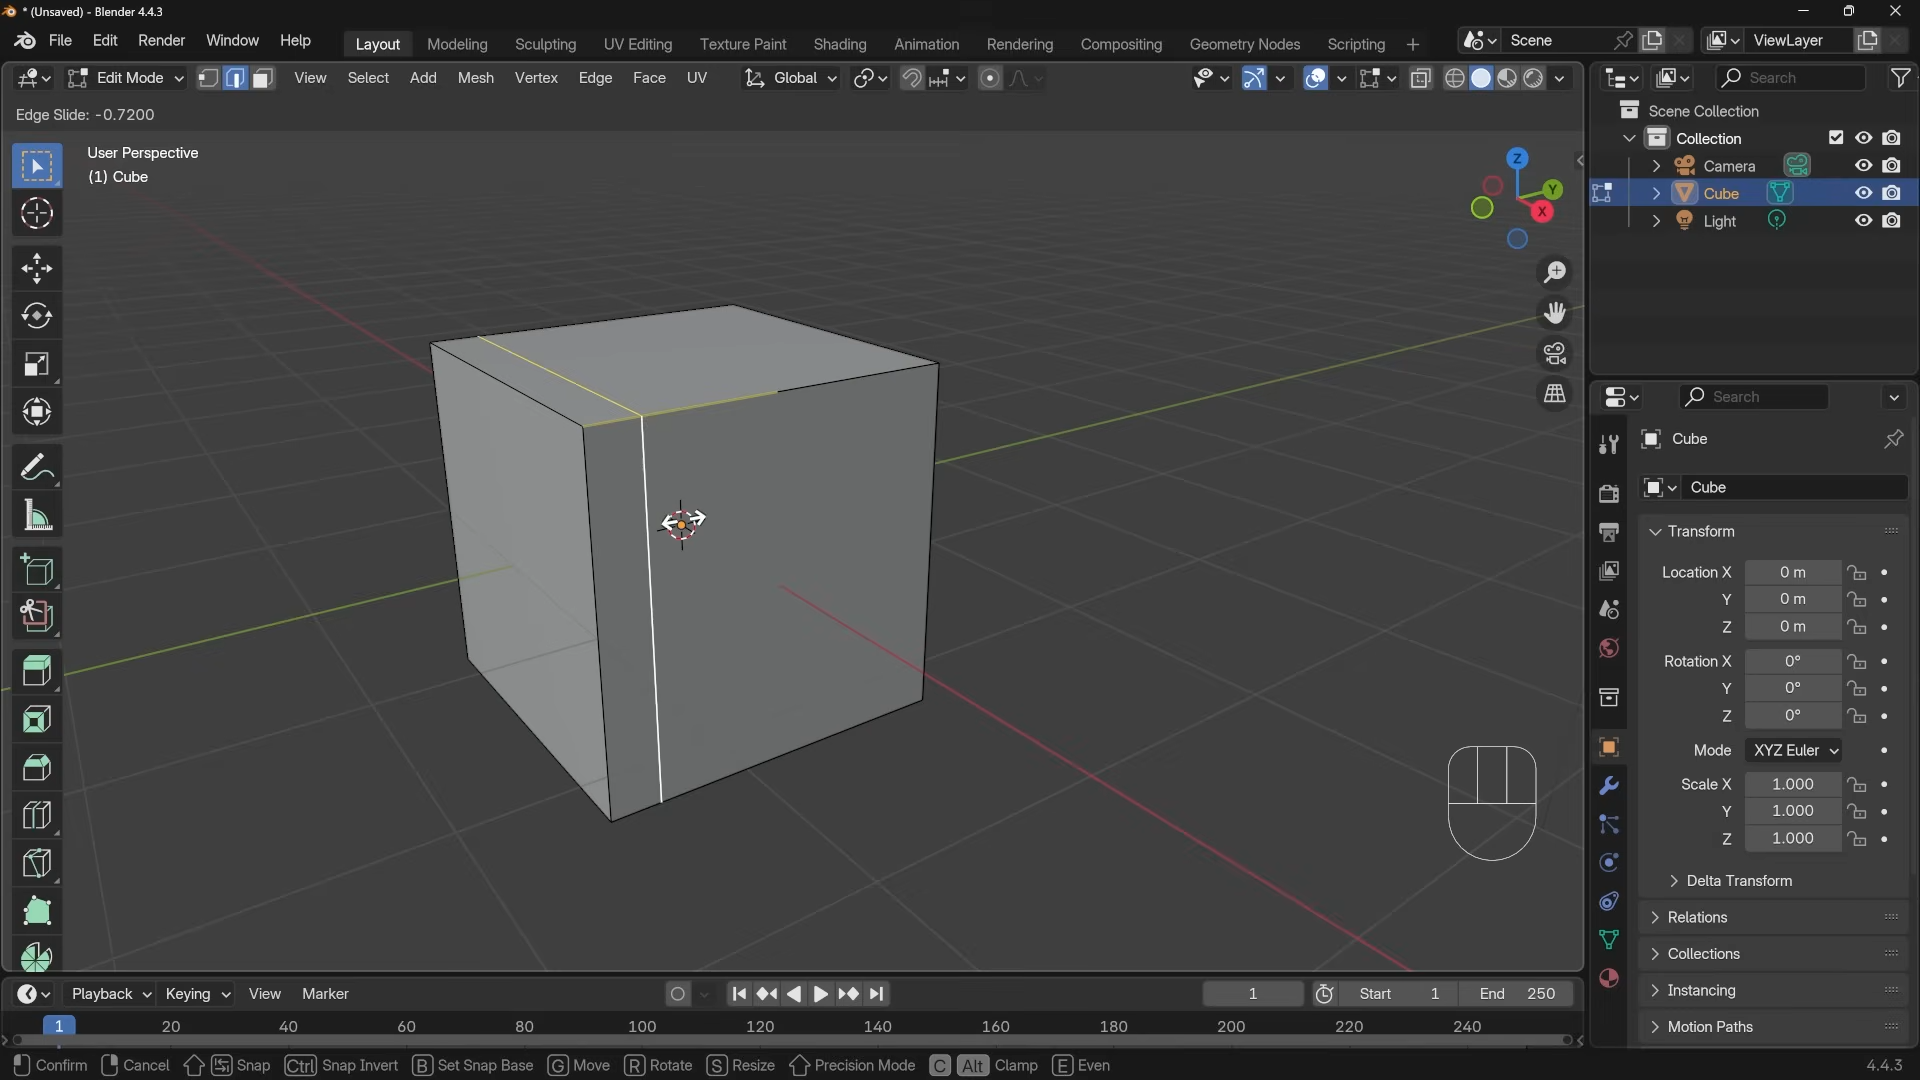 * (Unsaved) - Blender 4.4.3
File Edit Render Window Help Layout Modeling Sculpting UV Editing Texture Paint Shading Animation Rendering Compositing Geometry Nodes Scripting + Scene ViewLayer
Edit Mode View Select Add Mesh Vertex Edge Face UV Global Search
Edge Slide: -0.7200
User Perspective
(1) Cube
Z
Y
X
Scene Collection
Collection
Camera
Cube
Light
Search
Cube
Cube
Transform
Location X 0 m
Y 0 m
Z 0 m
Rotation X 0°
Y 0°
Z 0°
Mode XYZ Euler
Scale X 1.000
Y 1.000
Z 1.000
Delta Transform
Relations
Collections
Instancing
Motion Paths
Playback Keying View Marker 1 Start 1 End 250
1 20 40 60 80 100 120 140 160 180 200 220 240
Confirm Cancel Snap Ctrl Snap Invert B Set Snap Base G Move R Rotate S Resize Precision Mode C Alt Clamp E Even 4.4.3